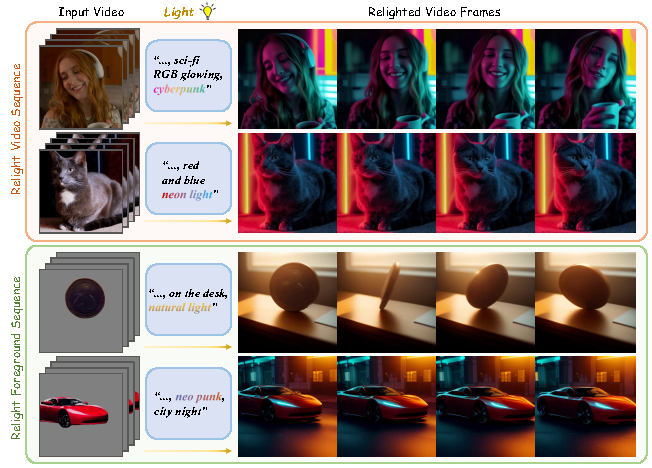 Input Video
Light
Relighted Video Frames
Relight Video Sequence
"..., sci-fi
RGB glowing,
cyberpunk"
"..., red
and blue
neon light"
Relight Foreground Sequence
"..., on the desk,
natural light"
"..., neo punk,
city night"